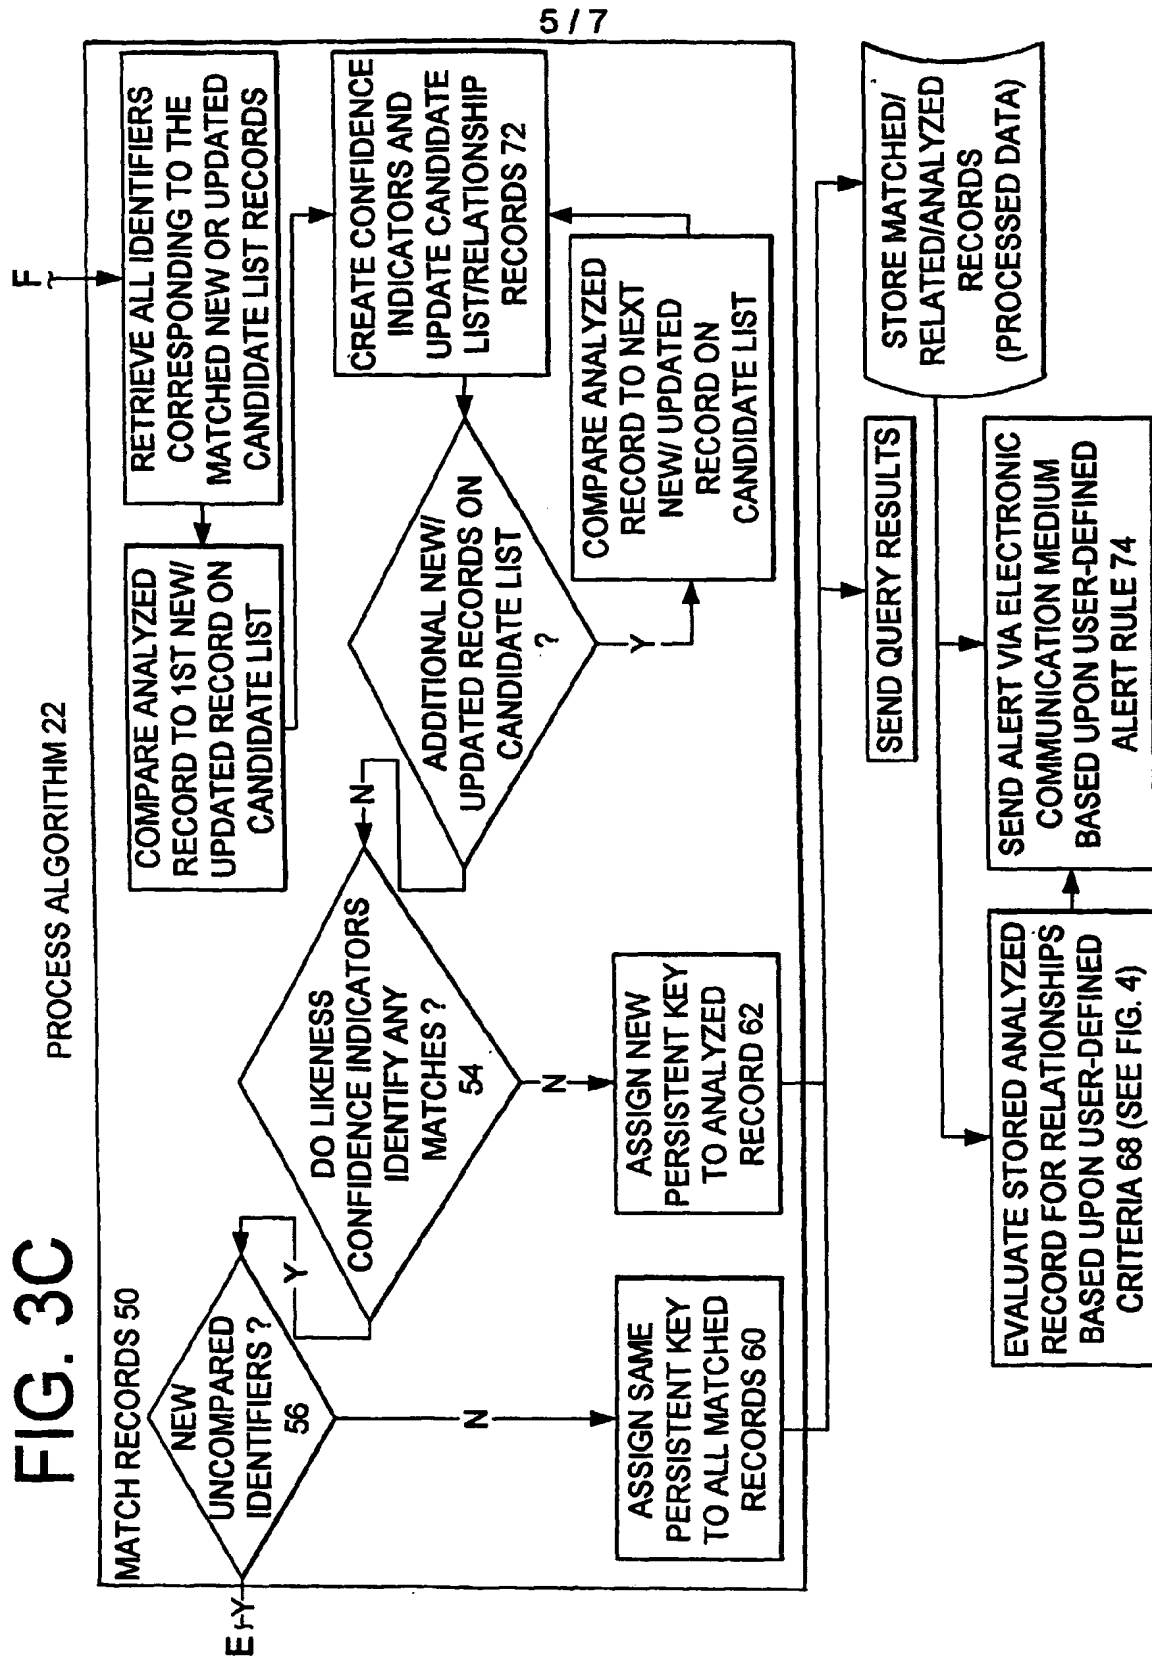 5 / 7
FIG. 3C
PROCESS ALGORITHM 22
MATCH RECORDS 50
F
RETRIEVE ALL IDENTIFIERS
CORRESPONDING TO THE
MATCHED NEW OR UPDATED
CANDIDATE LIST RECORDS
COMPARE ANALYZED
RECORD TO 1ST NEW/
UPDATED RECORD ON
CANDIDATE LIST
CREATE CONFIDENCE
INDICATORS AND
UPDATE CANDIDATE
LIST/RELATIONSHIP
RECORDS 72
ADDITIONAL NEW/
UPDATED RECORDS ON
CANDIDATE LIST
?
Y
COMPARE ANALYZED
RECORD TO NEXT
NEW/ UPDATED
RECORD ON
CANDIDATE LIST
N
DO LIKENESS
CONFIDENCE INDICATORS
IDENTIFY ANY
MATCHES ?
54
N
ASSIGN NEW
PERSISTENT KEY
TO ANALYZED
RECORD 62
Y
NEW
UNCOMPARED
IDENTIFIERS ?
56
E
Y
N
ASSIGN SAME
PERSISTENT KEY
TO ALL MATCHED
RECORDS 60
SEND QUERY RESULTS
STORE MATCHED/
RELATED/ANALYZED
RECORDS
(PROCESSED DATA)
EVALUATE STORED ANALYZED
RECORD FOR RELATIONSHIPS
BASED UPON USER-DEFINED
CRITERIA 68 (SEE FIG. 4)
SEND ALERT VIA ELECTRONIC
COMMUNICATION MEDIUM
BASED UPON USER-DEFINED
ALERT RULE 74